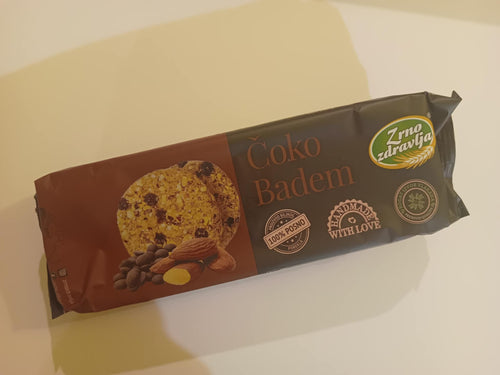 Čoko
Badem
Zrno
zdravlja
100% POSNO
HANDMADE
WITH LOVE